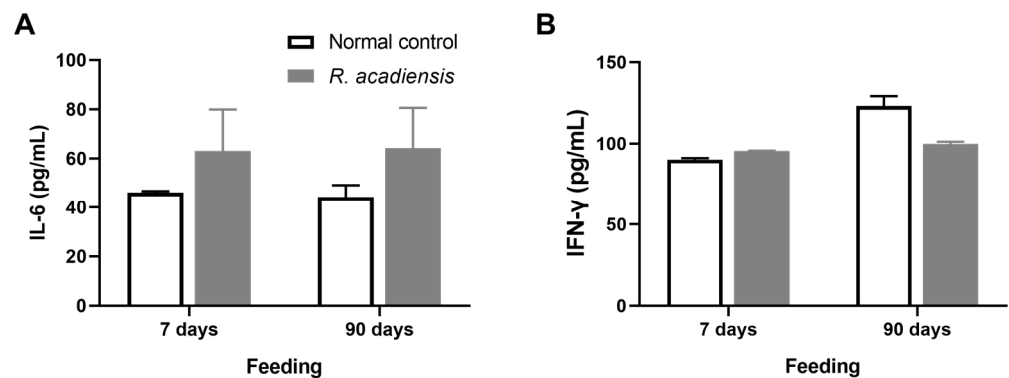 A
Normal control
R. acadiensis
IL-6 (pg/mL)
100
80
60
40
20
0
7 days
90 days
Feeding
B
IFN-γ (pg/mL)
150
100
50
0
7 days
90 days
Feeding